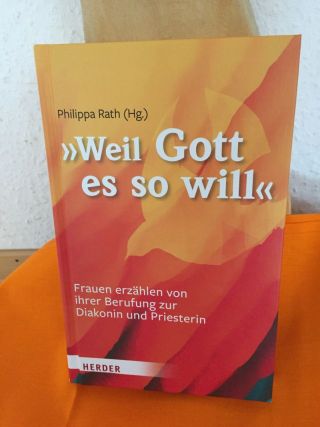 Philippa Rath (Hg.)
»Weil Gott
es so will«
Frauen erzählen von
ihrer Berufung zur
Diakonin und Priesterin
HERDER